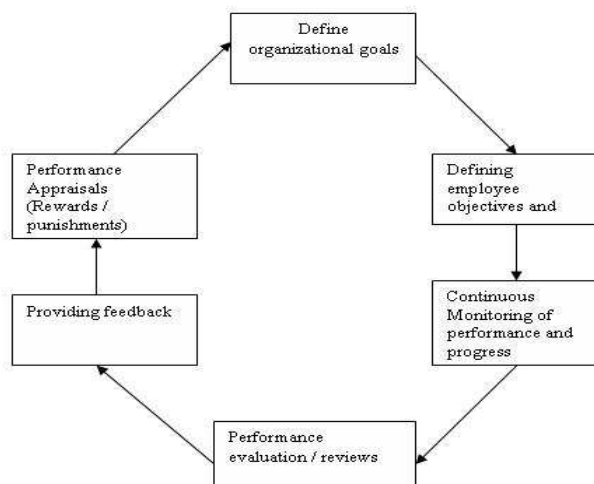 Define
organizational goals
Defining
employee
objectives and
Continuous
Monitoring of
performance and
progress
Performance
evaluation / reviews
Providing feedback
Performance
Appraisals
(Rewards /
punishments)